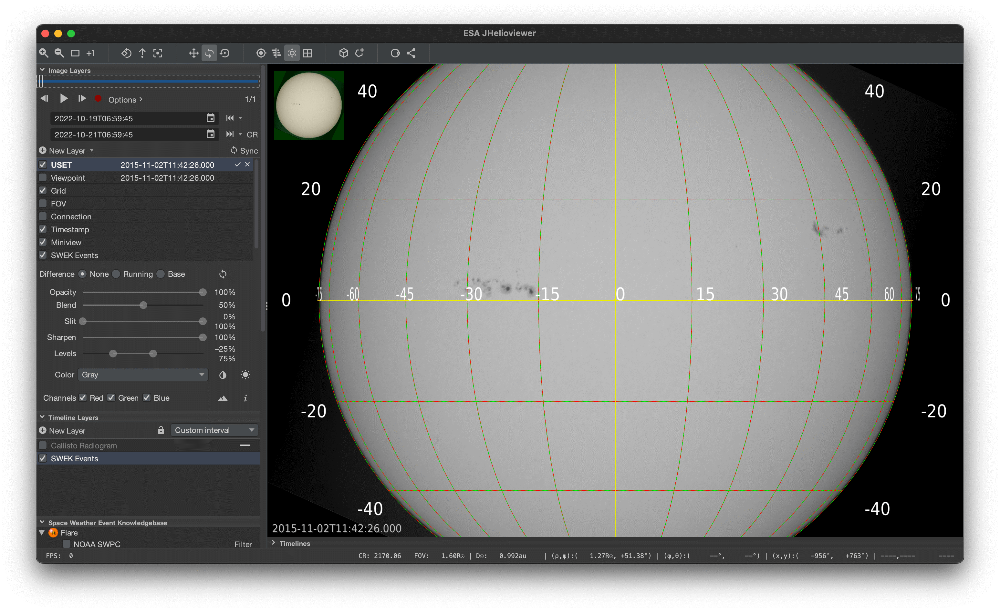 ESA JHelioviewer
+1
Image Layers
Options >
1/1
2022-10-19T06:59:45
2022-10-21T06:59:45
CR
New Layer
Sync
USET 2015-11-02T11:42:26.000
Viewpoint 2015-11-02T11:42:26.000
Grid
FOV
Connection
Timestamp
Miniview
SWEK Events
Difference None Running Base
Opacity 100%
Blend 50%
Slit 0%
100%
Sharpen 100%
Levels –25%
75%
Color Gray
Channels Red Green Blue i
Timeline Layers
New Layer Custom interval
Callisto Radiogram
SWEK Events
Space Weather Event Knowledgebase
FL Flare
NOAA SWPC Filter
40 40
20 20
0 -75 -60 -45 -30 -15 0 15 30 45 60 75 0
-20 -20
-40 -40
2015-11-02T11:42:26.000
Timelines
FPS: 0 CR: 2170.06 FOV: 1.60R☉ | D☉: 0.992au | (ρ,ψ):( 1.27R☉, +51.38°) | (φ,θ):( ––°, ––°) | (x,y):( −956″, +763″) | ––––,–––– ––––